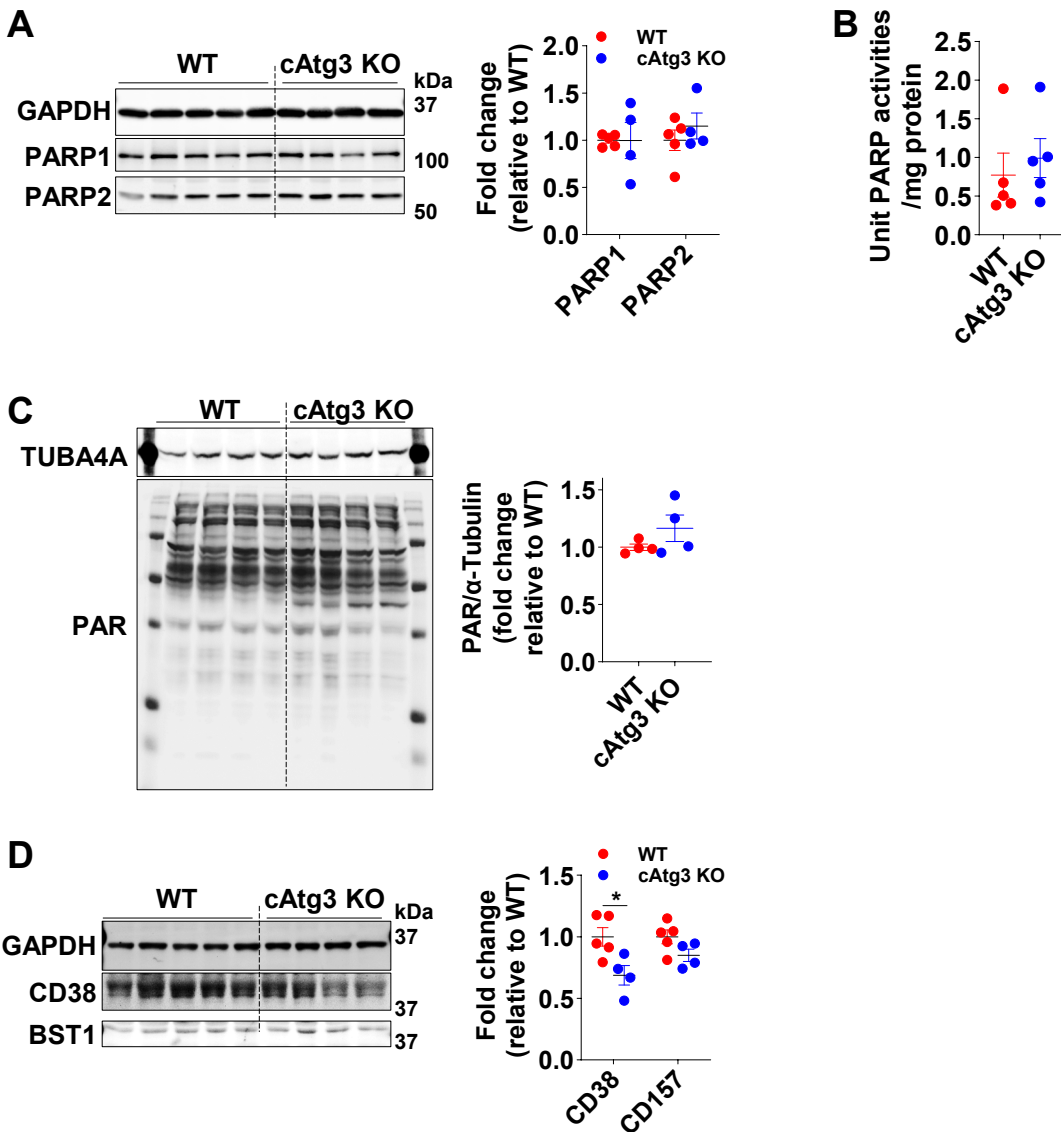 A
WT
cAtg3 KO
kDa
GAPDH
37
PARP1
100
PARP2
50
Fold change
(relative to WT)
2.0
1.5
1.0
0.5
0.0
WT
cAtg3 KO
PARP1
PARP2
B
Unit PARP activities
/mg protein
2.5
2.0
1.5
1.0
0.5
0.0
WT
cAtg3 KO
C
WT
cAtg3 KO
TUBA4A
PAR
PAR/α-Tubulin
(fold change
relative to WT)
1.5
1.0
0.5
0.0
WT
cAtg3 KO
D
WT
cAtg3 KO
kDa
GAPDH
37
CD38
37
BST1
37
Fold change
(relative to WT)
1.5
1.0
0.5
0.0
WT
cAtg3 KO
*
CD38
CD157